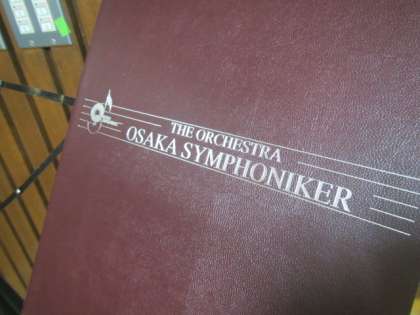 THE ORCHESTRA
OSAKA SYMPHONIKER